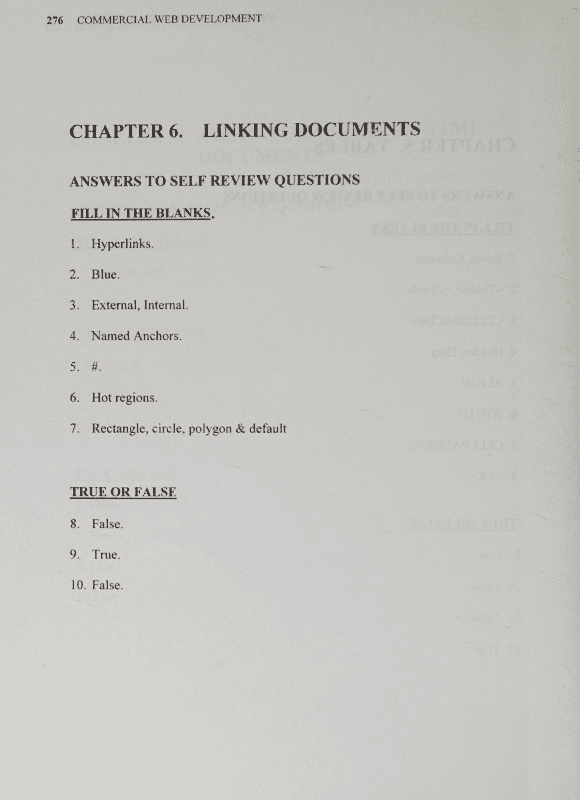 276 COMMERCIAL WEB DEVELOPMENT
CHAPTER 6. LINKING DOCUMENTS
ANSWERS TO SELF REVIEW QUESTIONS
FILL IN THE BLANKS.
1. Hyperlinks.
2. Blue.
3. External, Internal.
4. Named Anchors.
5. #.
6. Hot regions.
7. Rectangle, circle, polygon & default
TRUE OR FALSE
8. False.
9. True.
10. False.